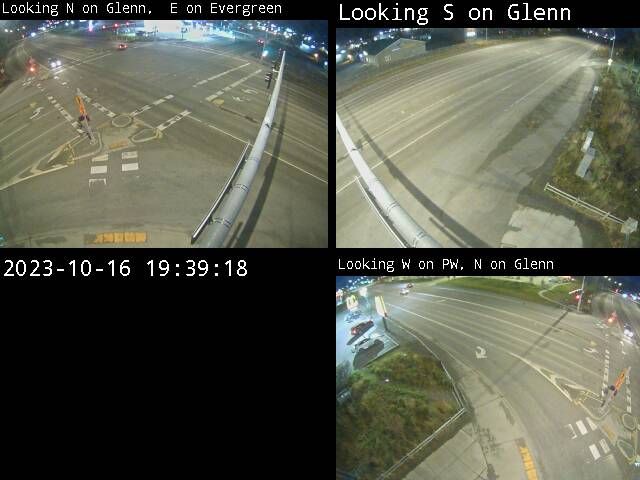 Looking N on Glenn,  E on Evergreen
Looking S on Glenn
2023-10-16 19:39:18
Looking W on PW, N on Glenn